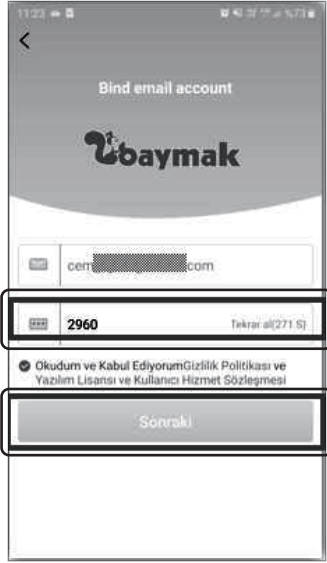 11:23
%73
Bind email account
baymak
cem com
2960 Tekrar al(271 S)
Okudum ve Kabul EdiyorumGizlilik Politikası ve
Yazılım Lisansı ve Kullanıcı Hizmet Sözleşmesi
Sonraki